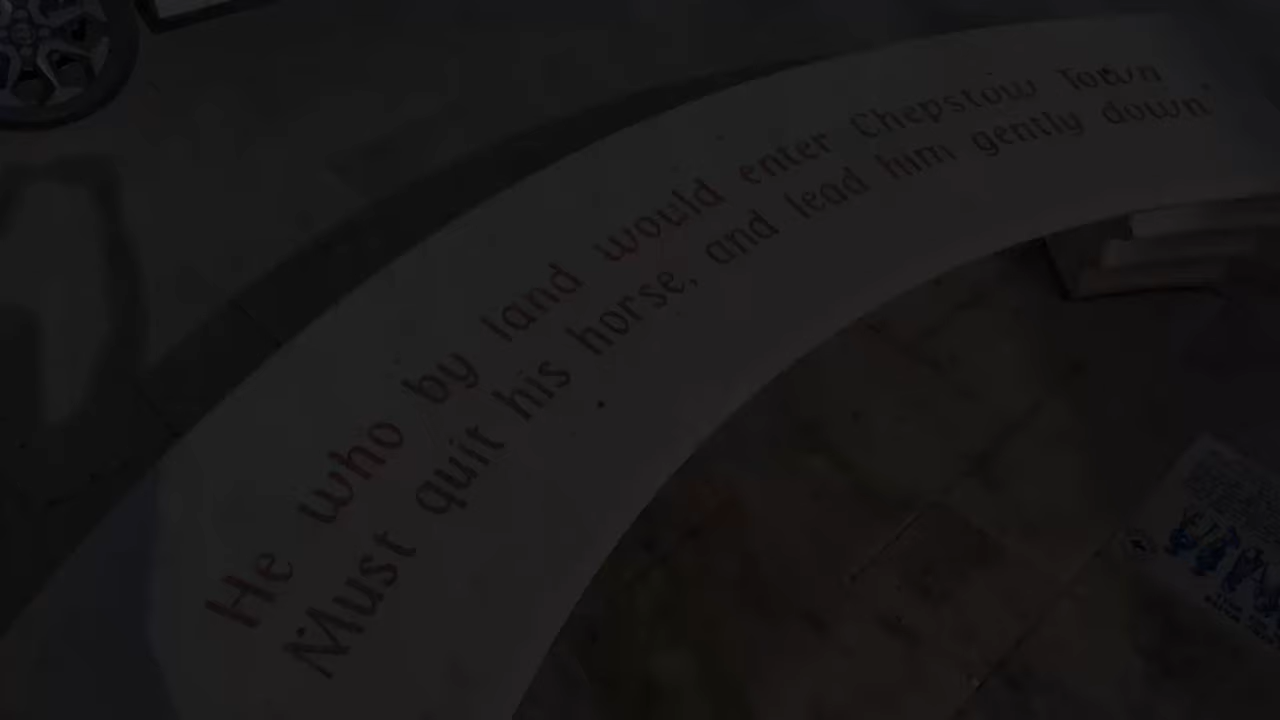 He who by land would enter Chepstow Town
Must quit his horse, and lead him gently down